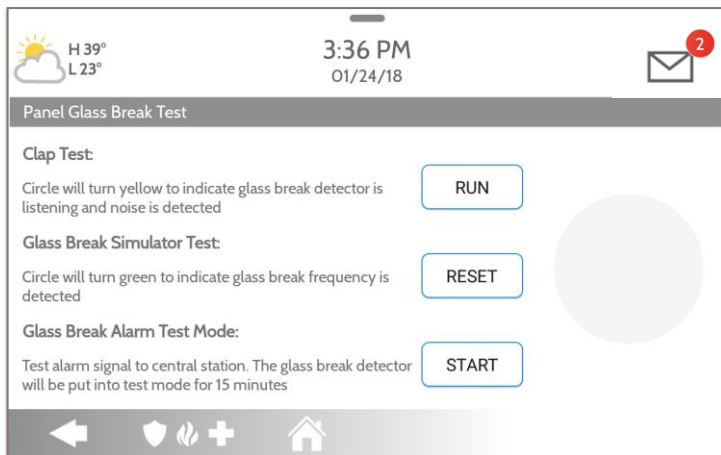 H 39°
L 23°
3:36 PM
01/24/18
2
Panel Glass Break Test
Clap Test:
Circle will turn yellow to indicate glass break detector is
listening and noise is detected
RUN
Glass Break Simulator Test:
Circle will turn green to indicate glass break frequency is
detected
RESET
Glass Break Alarm Test Mode:
Test alarm signal to central station. The glass break detector
will be put into test mode for 15 minutes
START